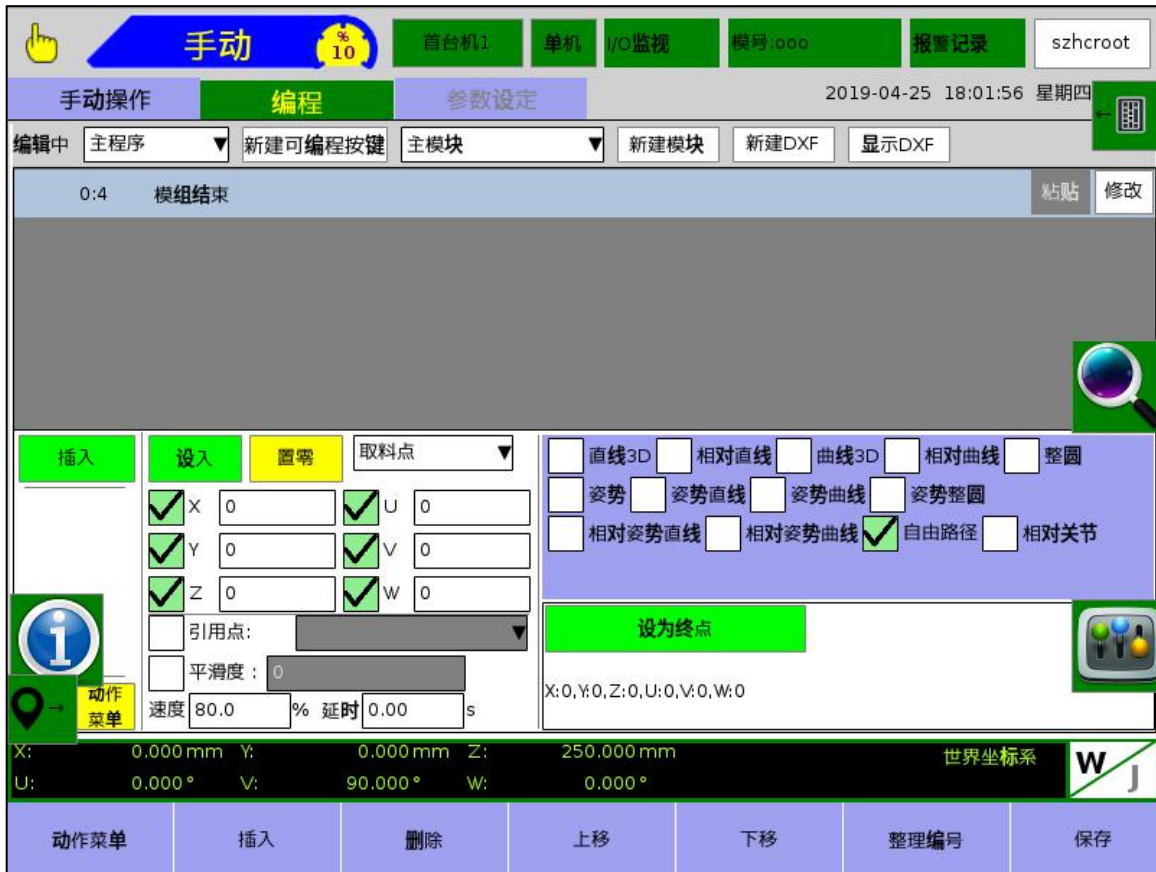 手动 % 10 首台机1 单机 I/O监视 模号:ooo 报警记录 szhcroot
手动操作 编程 参数设定 2019-04-25 18:01:56 星期四
编辑中 主程序 新建可编程按键 主模块 新建模块 新建DXF 显示DXF
0:4 模组结束 粘贴 修改
插入 设入 置零 取料点 直线3D 相对直线 曲线3D 相对曲线 整圆
X 0 U 0 姿势 姿势直线 姿势曲线 姿势整圆
Y 0 V 0 相对姿势直线 相对姿势曲线 自由路径 相对关节
Z 0 W 0
引用点: 设为终点
平滑度: 0
动作菜单 速度 80.0 % 延时 0.00 s X:0,Y:0,Z:0,U:0,V:0,W:0
X: 0.000 mm Y: 0.000 mm Z: 250.000 mm 世界坐标系 W J
U: 0.000° V: 90.000° W: 0.000°
动作菜单 插入 删除 上移 下移 整理编号 保存